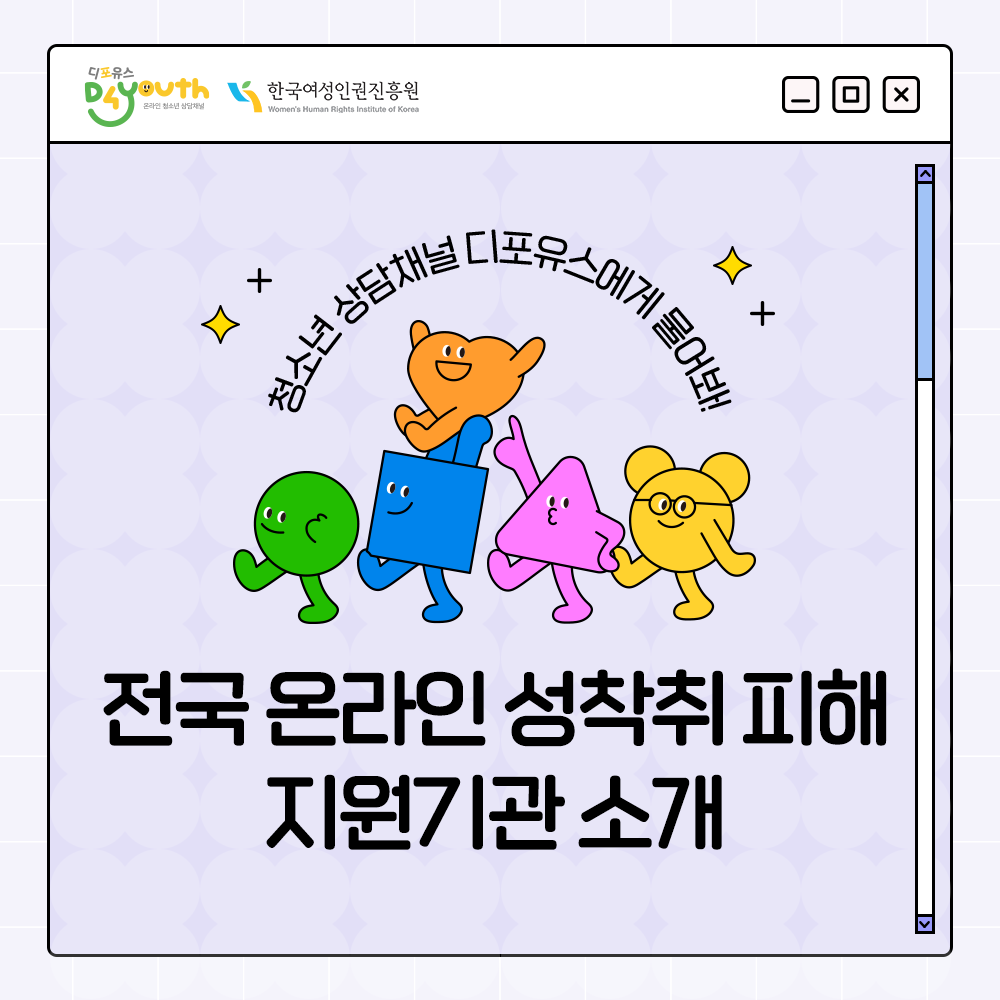 디포유스
D4Youth
온라인 청소년 상담채널
한국여성인권진흥원
Women's Human Rights Institute of Korea
청소년 상담채널 디포유스에게 물어봐!
전국 온라인 성착취 피해
지원기관 소개